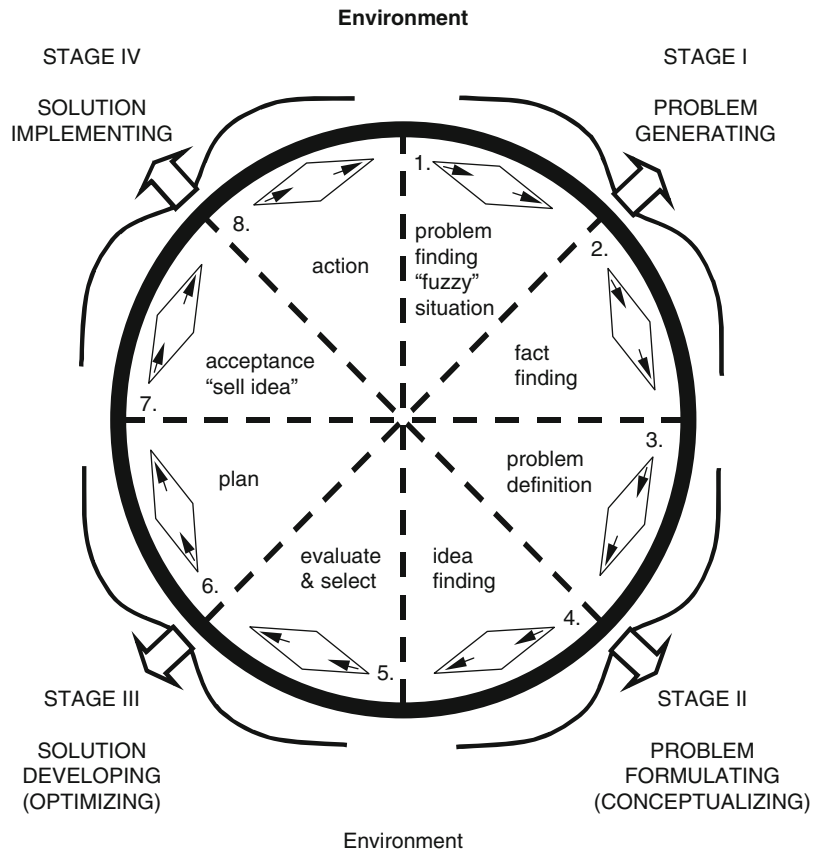 Environment
STAGE IV
SOLUTION
IMPLEMENTING
STAGE I
PROBLEM
GENERATING
1.
problem
finding
“fuzzy”
situation
2.
fact
finding
3.
problem
definition
4.
idea
finding
5.
evaluate
& select
6.
plan
7.
acceptance
“sell idea”
8.
action
STAGE III
SOLUTION
DEVELOPING
(OPTIMIZING)
STAGE II
PROBLEM
FORMULATING
(CONCEPTUALIZING)
Environment